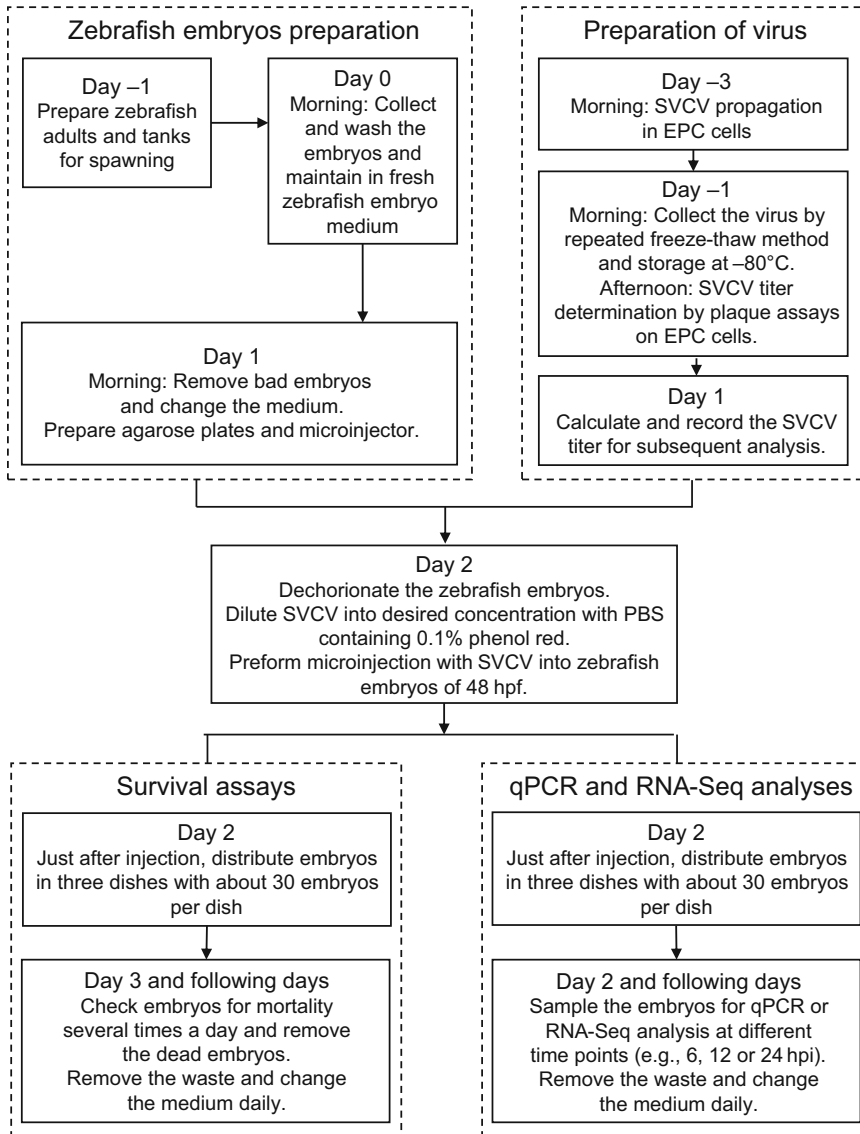 Zebrafish embryos preparation
Day –1
Prepare zebrafish
adults and tanks
for spawning
Day 0
Morning: Collect
and wash the
embryos and
maintain in fresh
zebrafish embryo
medium
Day 1
Morning: Remove bad embryos
and change the medium.
Prepare agarose plates and microinjector.
Preparation of virus
Day –3
Morning: SVCV propagation
in EPC cells
Day –1
Morning: Collect the virus by
repeated freeze-thaw method
and storage at –80°C.
Afternoon: SVCV titer
determination by plaque assays
on EPC cells.
Day 1
Calculate and record the SVCV
titer for subsequent analysis.
Day 2
Dechorionate the zebrafish embryos.
Dilute SVCV into desired concentration with PBS
containing 0.1% phenol red.
Preform microinjection with SVCV into zebrafish
embryos of 48 hpf.
Survival assays
Day 2
Just after injection, distribute embryos
in three dishes with about 30 embryos
per dish
Day 3 and following days
Check embryos for mortality
several times a day and remove
the dead embryos.
Remove the waste and change
the medium daily.
qPCR and RNA-Seq analyses
Day 2
Just after injection, distribute embryos
in three dishes with about 30 embryos
per dish
Day 2 and following days
Sample the embryos for qPCR or
RNA-Seq analysis at different
time points (e.g., 6, 12 or 24 hpi).
Remove the waste and change
the medium daily.